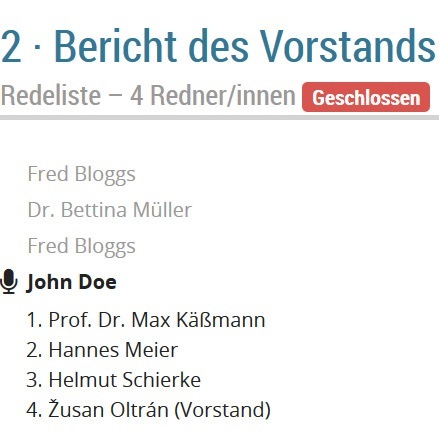 2 · Bericht des Vorstands
Redeliste – 4 Redner/innen Geschlossen
Fred Bloggs
Dr. Bettina Müller
Fred Bloggs
John Doe
1. Prof. Dr. Max Käßmann
2. Hannes Meier
3. Helmut Schierke
4. Žusan Oltrán (Vorstand)